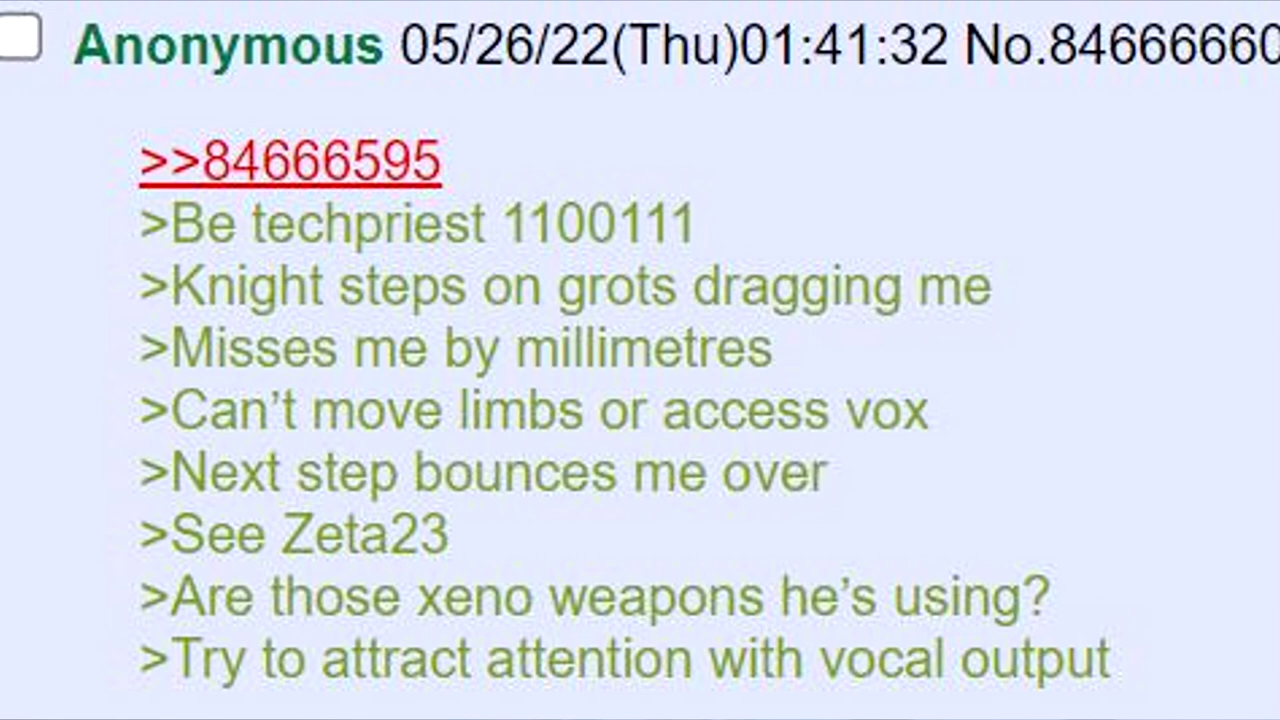 Anonymous 05/26/22(Thu)01:41:32 No.84666660
>>84666595
>Be techpriest 1100111
>Knight steps on grots dragging me
>Misses me by millimetres
>Can’t move limbs or access vox
>Next step bounces me over
>See Zeta23
>Are those xeno weapons he’s using?
>Try to attract attention with vocal output